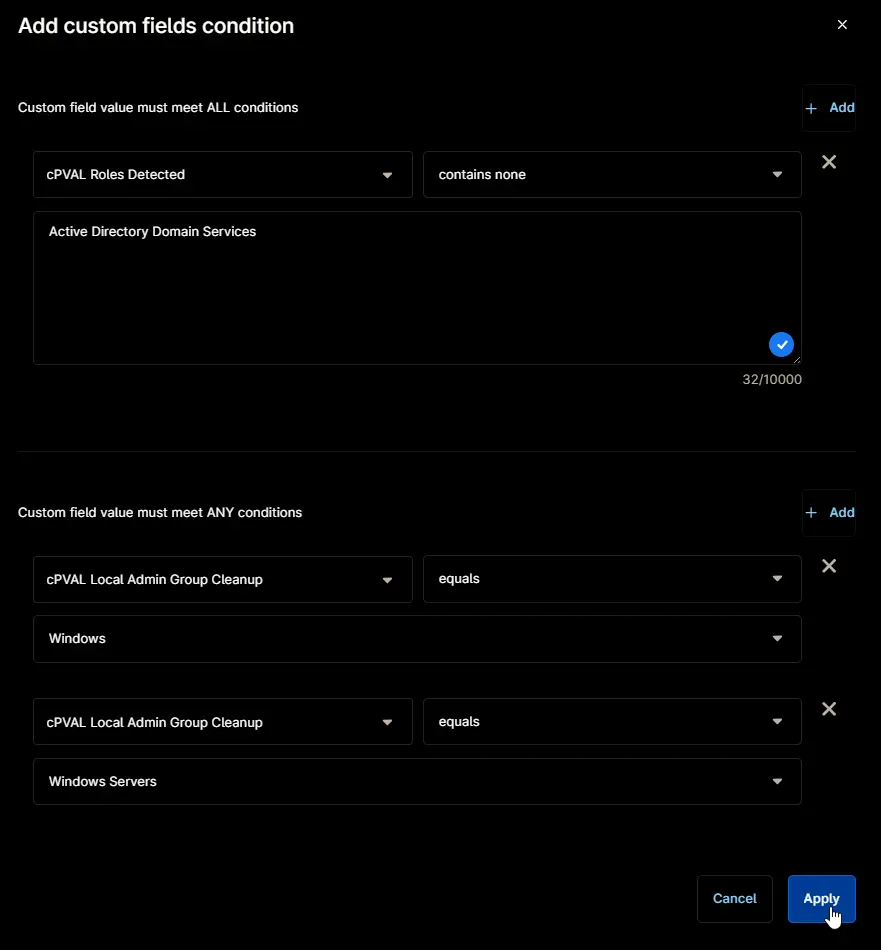 Add custom fields condition
Custom field value must meet ALL conditions
+ Add
cPVAL Roles Detected
contains none
Active Directory Domain Services
32/10000
Custom field value must meet ANY conditions
+ Add
cPVAL Local Admin Group Cleanup
equals
Windows
cPVAL Local Admin Group Cleanup
equals
Windows Servers
Cancel
Apply